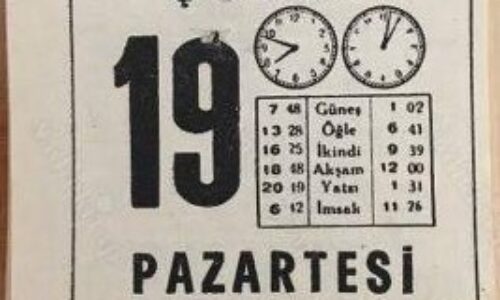 19
7 48 Güneş 1 02
13 28 Öğle 6 41
16 25 İkindi 9 39
18 48 Akşam 12 00
20 19 Yatsı 1 31
6 12 İmsak 11 26
PAZARTESİ